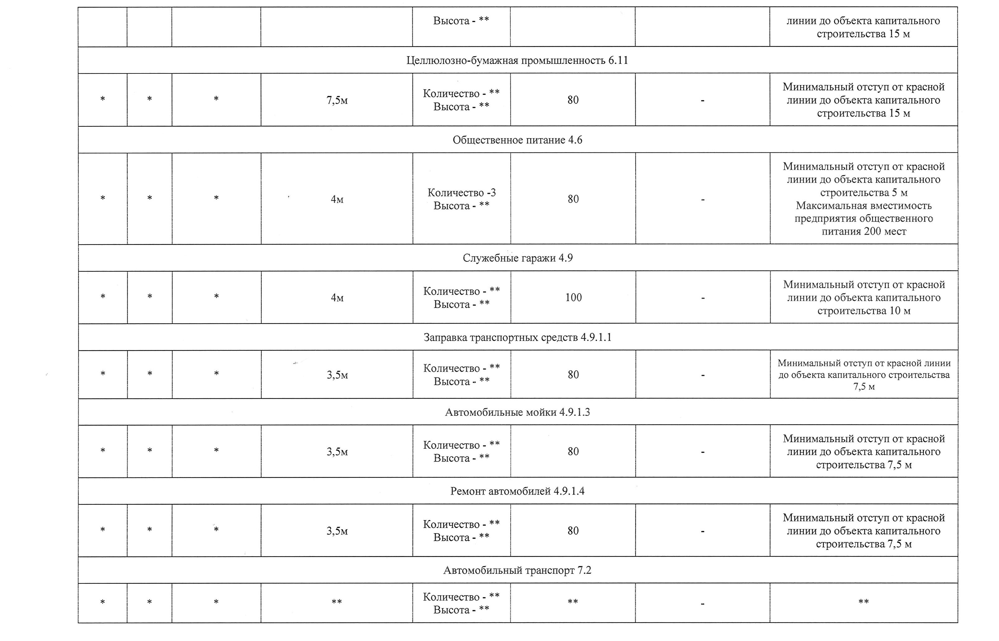 Высота - **
линии до объекта капитального
строительства 15 м
Целлюлозно-бумажная промышленность 6.11
*
*
*
7,5м
Количество - **
Высота - **
80
-
Минимальный отступ от красной
линии до объекта капитального
строительства 15 м
Общественное питание 4.6
*
*
*
4м
Количество -3
Высота - **
80
-
Минимальный отступ от красной
линии до объекта капитального
строительства 5 м
Максимальная вместимость
предприятия общественного
питания 200 мест
Служебные гаражи 4.9
*
*
*
4м
Количество - **
Высота - **
100
-
Минимальный отступ от красной
линии до объекта капитального
строительства 10 м
Заправка транспортных средств 4.9.1.1
*
*
*
3,5м
Количество - **
Высота - **
80
-
Минимальный отступ от красной линии
до объекта капитального строительства
7,5 м
Автомобильные мойки 4.9.1.3
*
*
*
3,5м
Количество - **
Высота - **
80
-
Минимальный отступ от красной
линии до объекта капитального
строительства 7,5 м
Ремонт автомобилей 4.9.1.4
*
*
*
3,5м
Количество - **
Высота - **
80
-
Минимальный отступ от красной
линии до объекта капитального
строительства 7,5 м
Автомобильный транспорт 7.2
*
*
*
**
Количество - **
Высота - **
**
-
**